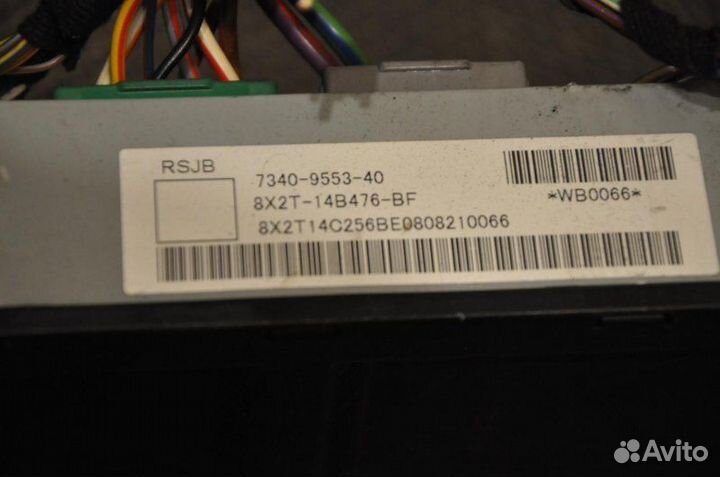 RSJB
7340-9553-40
8X2T-14B476-BF
*WB0066*
8X2T14C256BE0808210066
Avito